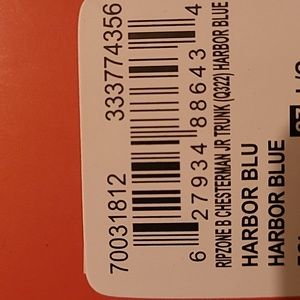 70031812 333774356
6 27934 88643 4
RIPZONE B CHESTERMAN JR TRUNK (Q322) HARBOR BLUE
HARBOR BLU
HARBOR BLUE